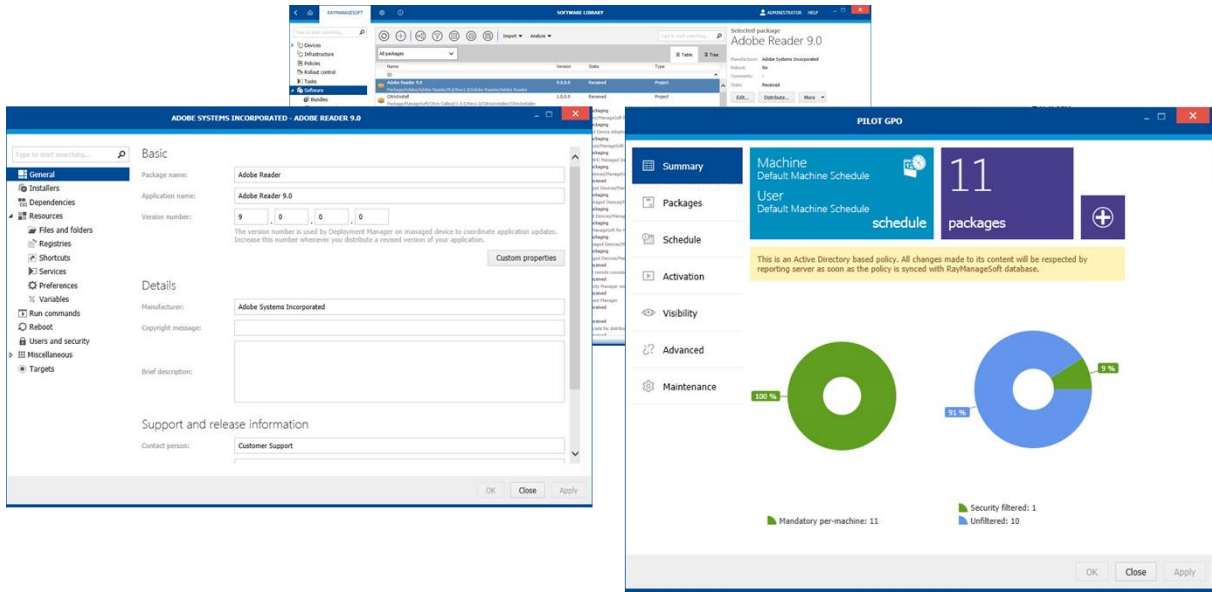 RAYMANAGESOFT
SOFTWARE LIBRARY
ADMINISTRATOR HELP
Type to start searching...
Import
Analyze
Type to start searching...
Selected package
Adobe Reader 9.0
Devices
Infrastructure
Policies
Rollout control
Tasks
Software
Bundles
All packages
Table
Tree
Name
Version
State
Type
ID
Adobe Reader 9.0
9.0.0.0
Received
Project
CitrixInstall
1.0.0.0
Received
Project
Manufacturer: Adobe Systems Incorporated
Reboot: No
Comments: -
State: Received
Edit...
Distribute...
More
ADOBE SYSTEMS INCORPORATED - ADOBE READER 9.0
Type to start searching...
General
Installers
Dependencies
Resources
Files and folders
Registries
Shortcuts
Services
Preferences
Variables
Run commands
Reboot
Users and security
Miscellaneous
Targets
Basic
Package name:
Adobe Reader
Application name:
Adobe Reader 9.0
Version number:
9 . 0 . 0 . 0
The version number is used by Deployment Manager on managed device to coordinate application updates.
Increase this number whenever you distribute a revised version of your application.
Custom properties
Details
Manufacturer:
Adobe Systems Incorporated
Copyright message:
Brief description:
Support and release information
Contact person:
Customer Support
OK
Close
Apply
PILOT GPO
Summary
Packages
Schedule
Activation
Visibility
Advanced
Maintenance
Machine
Default Machine Schedule
User
Default Machine Schedule
schedule
11
packages
This is an Active Directory based policy. All changes made to its content will be respected by
reporting server as soon as the policy is synced with RayManageSoft database.
100 %
9 %
91 %
Mandatory per-machine: 11
Security filtered: 1
Unfiltered: 10
OK
Close
Apply